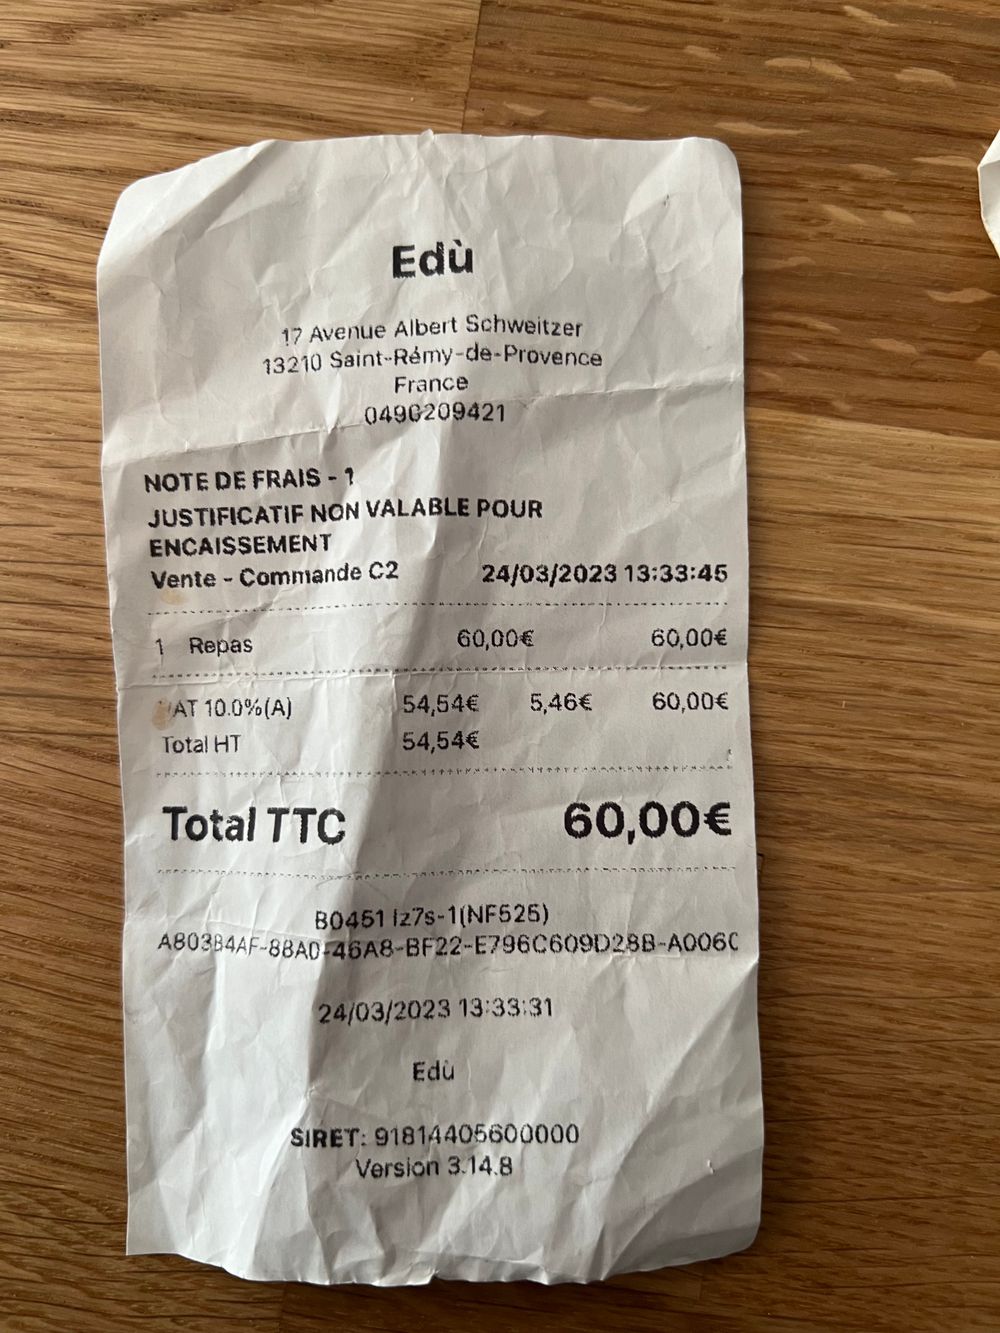 Edù
17 Avenue Albert Schweitzer
13210 Saint-Rémy-de-Provence
France
0490209421
NOTE DE FRAIS - 1
JUSTIFICATIF NON VALABLE POUR
ENCAISSEMENT
Vente - Commande C2 24/03/2023 13:33:45
1 Repas 60,00€ 60,00€
VAT 10.0%(A) 54,54€ 5,46€ 60,00€
Total HT 54,54€
Total TTC 60,00€
B0451 Iz7s-1(NF525)
A803B4AF-88AD-46A8-BF22-E796C609D28B-A006C
24/03/2023 13:33:31
Edù
SIRET: 91814405600000
Version 3.14.8